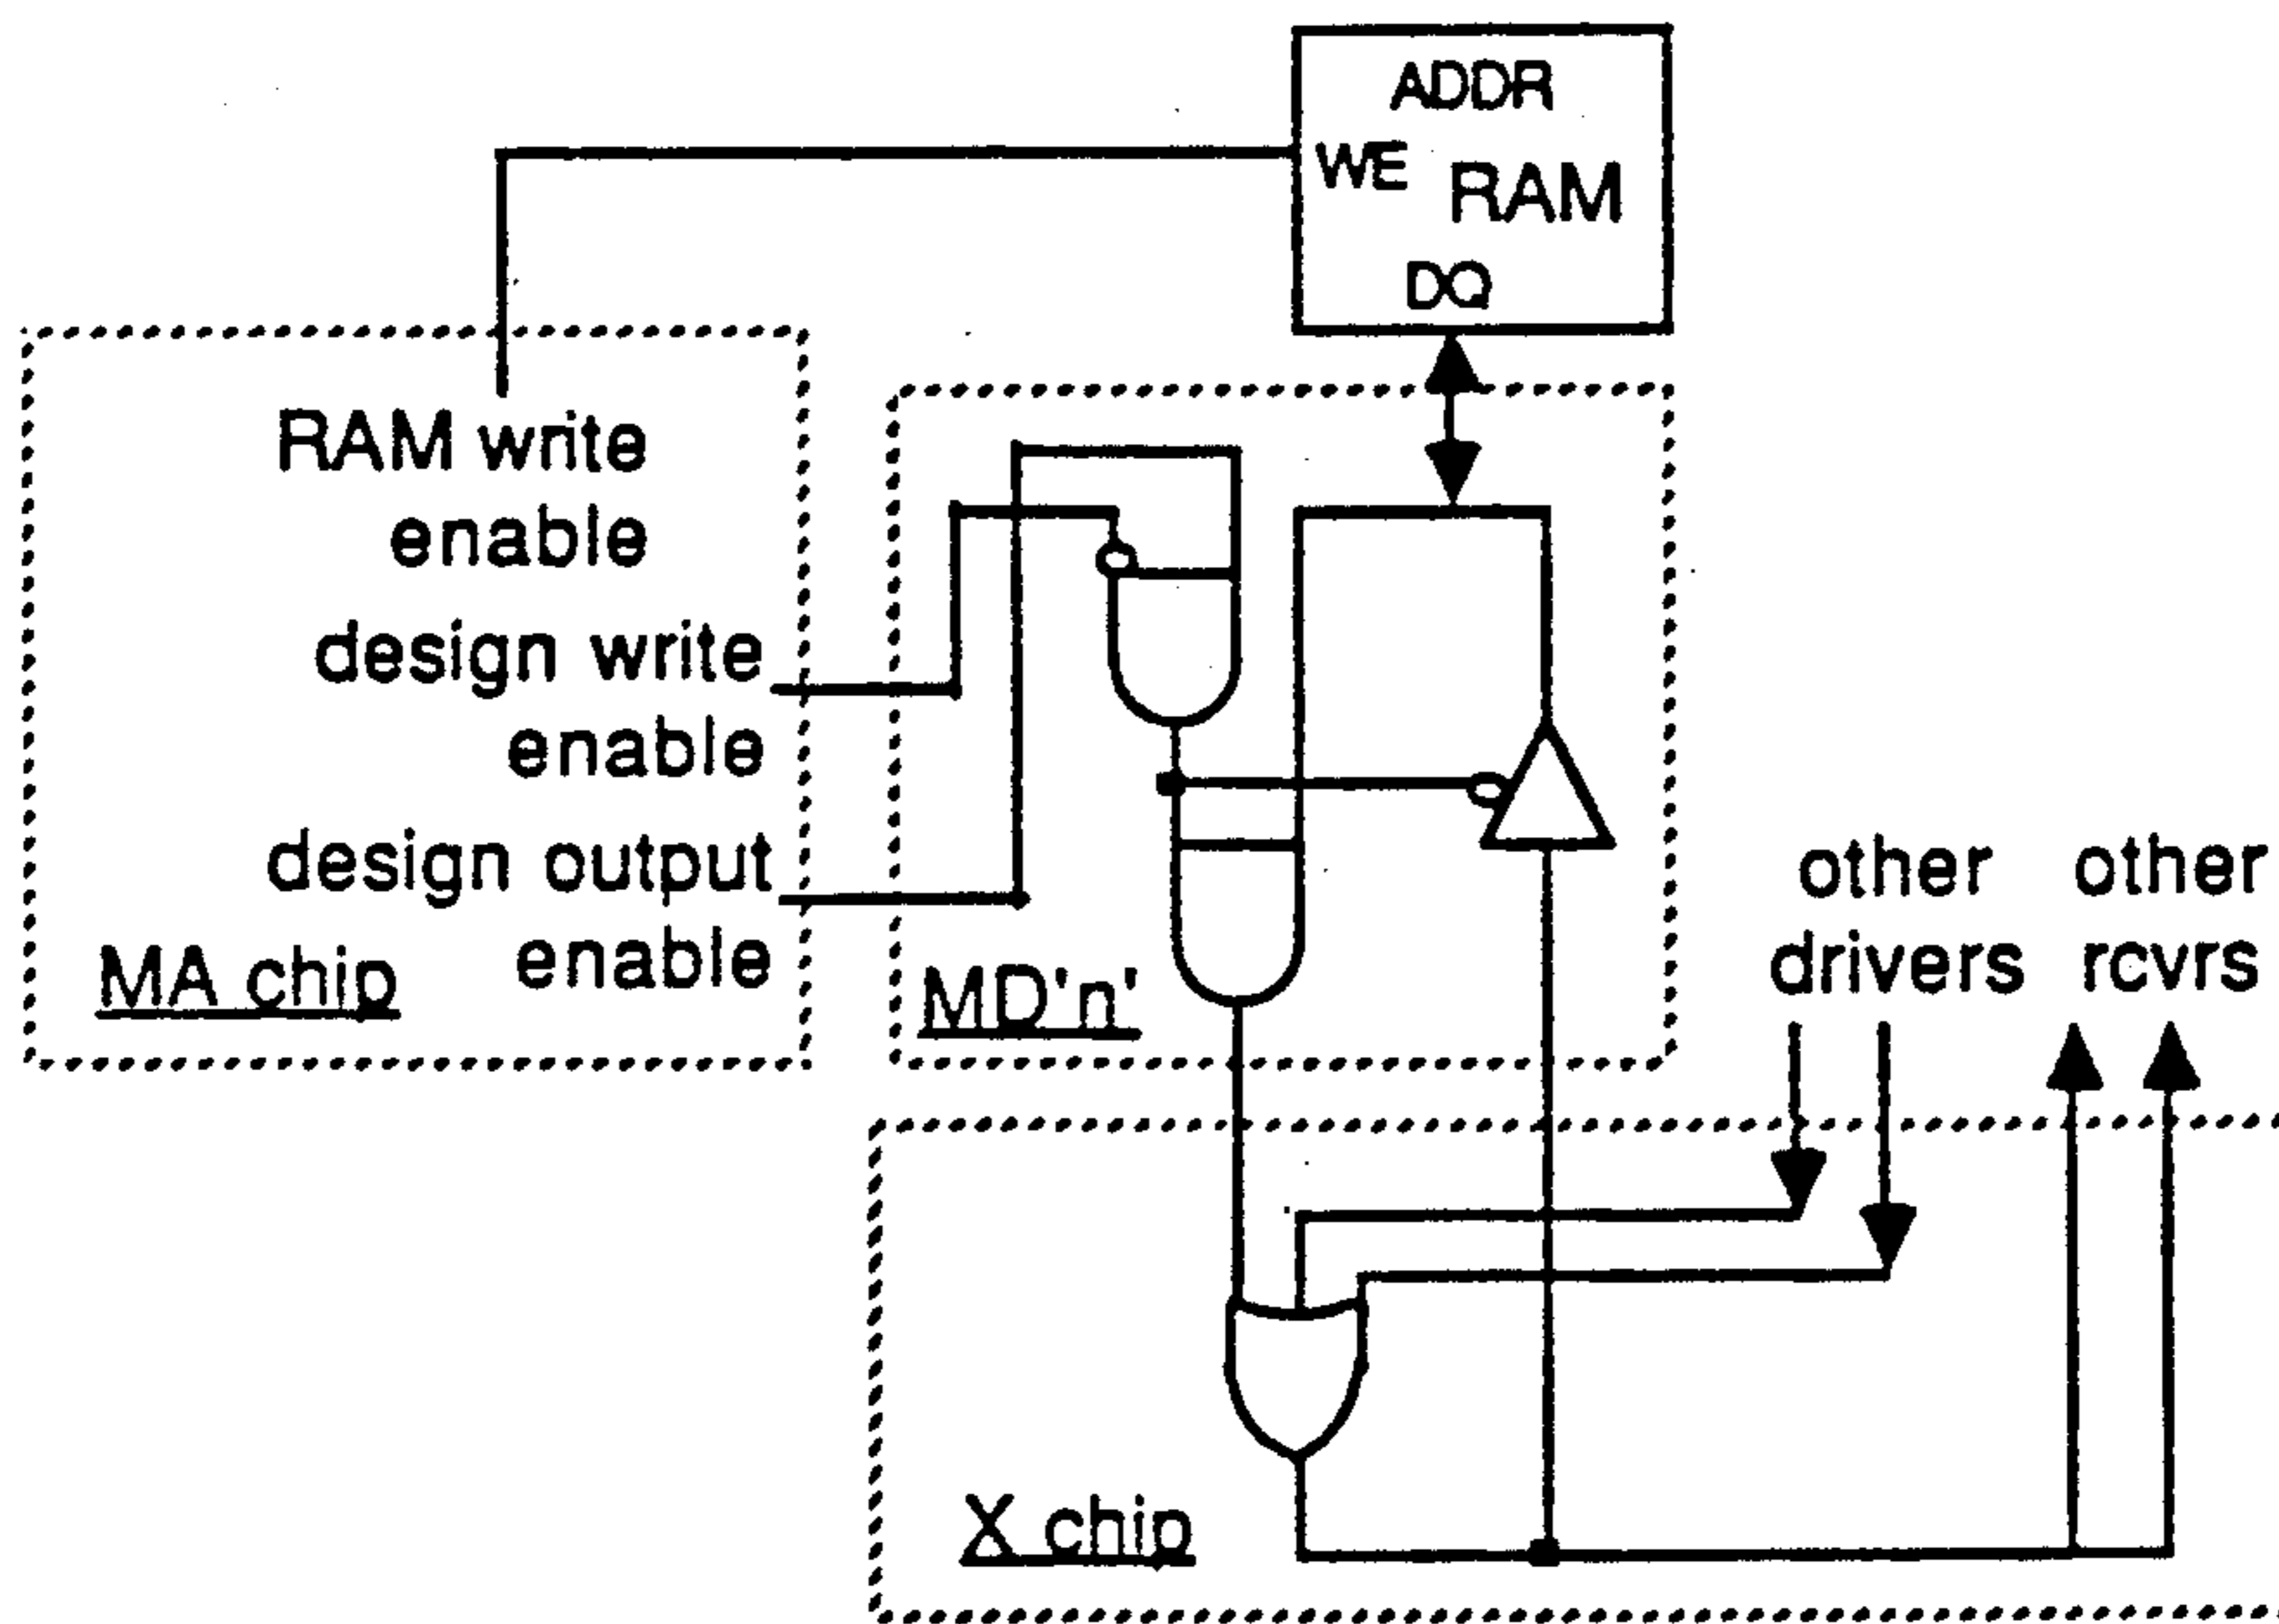 ADDR
WE RAM
DQ
RAM write
enable
design write
enable
design output
enable
MA chip
MD'n'
other other
drivers rcvrs
X chip